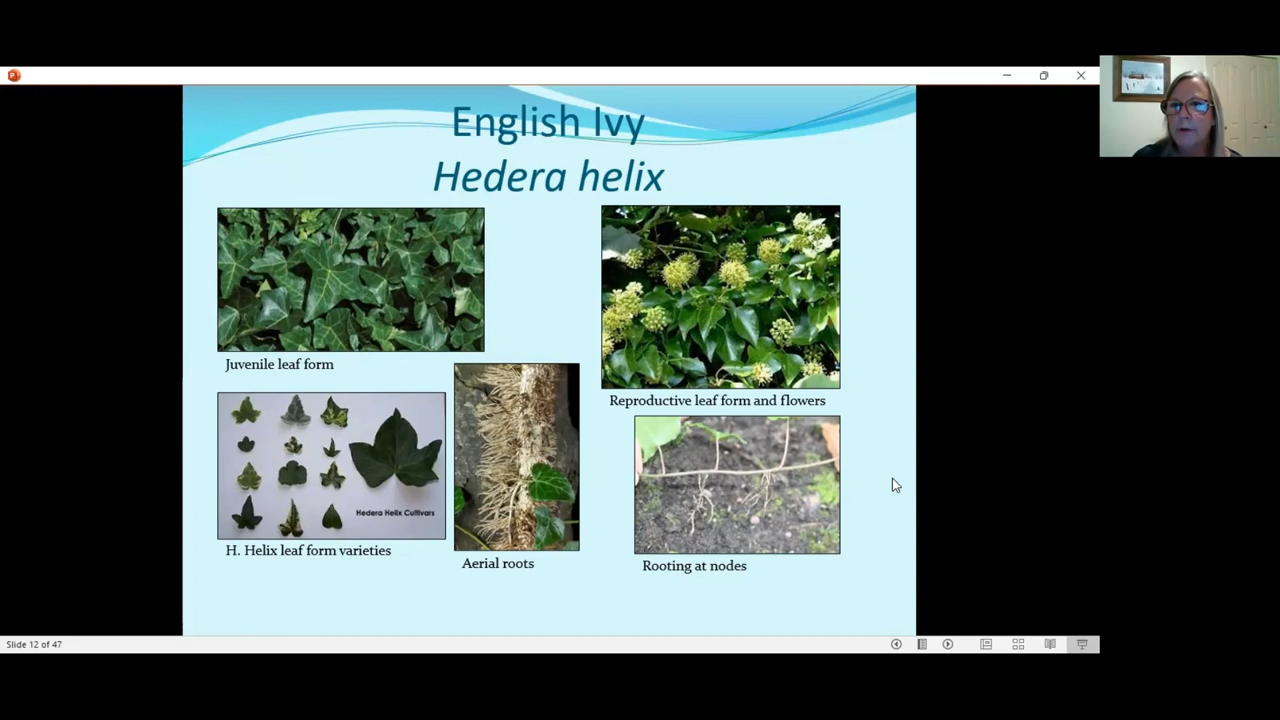 English Ivy
Hedera helix
Juvenile leaf form
Reproductive leaf form and flowers
Hedera Helix Cultivars
H. Helix leaf form varieties
Aerial roots
Rooting at nodes
Slide 12 of 47